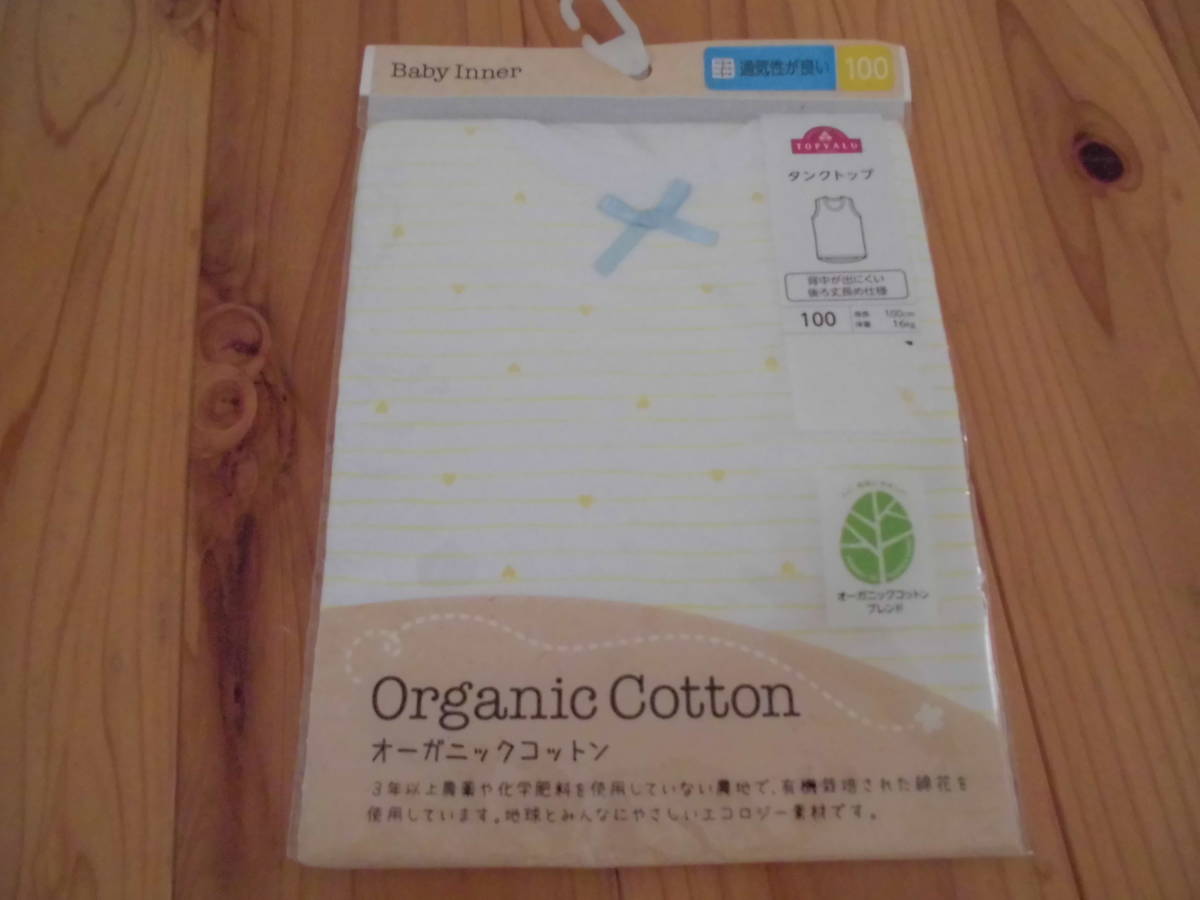 Baby Inner
通気性が良い 100
TOPVALU
タンクトップ
背中が出にくい
後ろ丈長め仕様
100 身長 100cm
体重 16kg
オーガニックコットン
ブレンド
Organic Cotton
オーガニックコットン
3年以上農薬や化学肥料を使用していない農地で、有機栽培された綿花を
使用しています。地球とみんなにやさしいエコロジー素材です。